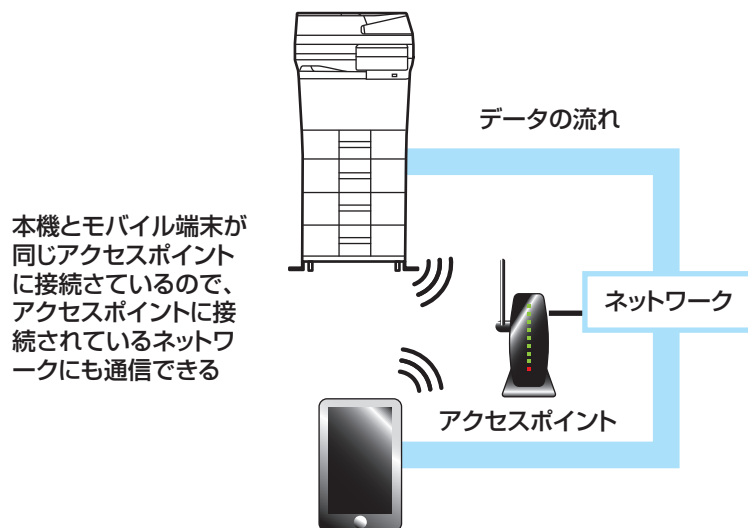 データの流れ
本機とモバイル端末が
同じアクセスポイント
に接続さているので、
アクセスポイントに接
続されているネットワ
ークにも通信できる
ネットワーク
アクセスポイント